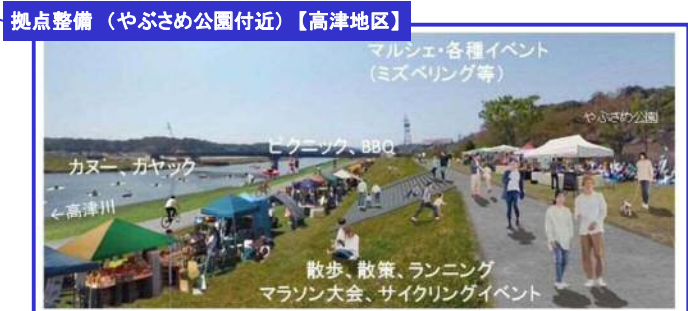 拠点整備 （やぶさめ公園付近）【高津地区】
マルシェ・各種イベント
（ミズベリング等）
やぶさめ公園
ピクニック、BBQ
カヌー、カヤック
←高津川
散歩、散策、ランニング
マラソン大会、サイクリングイベント